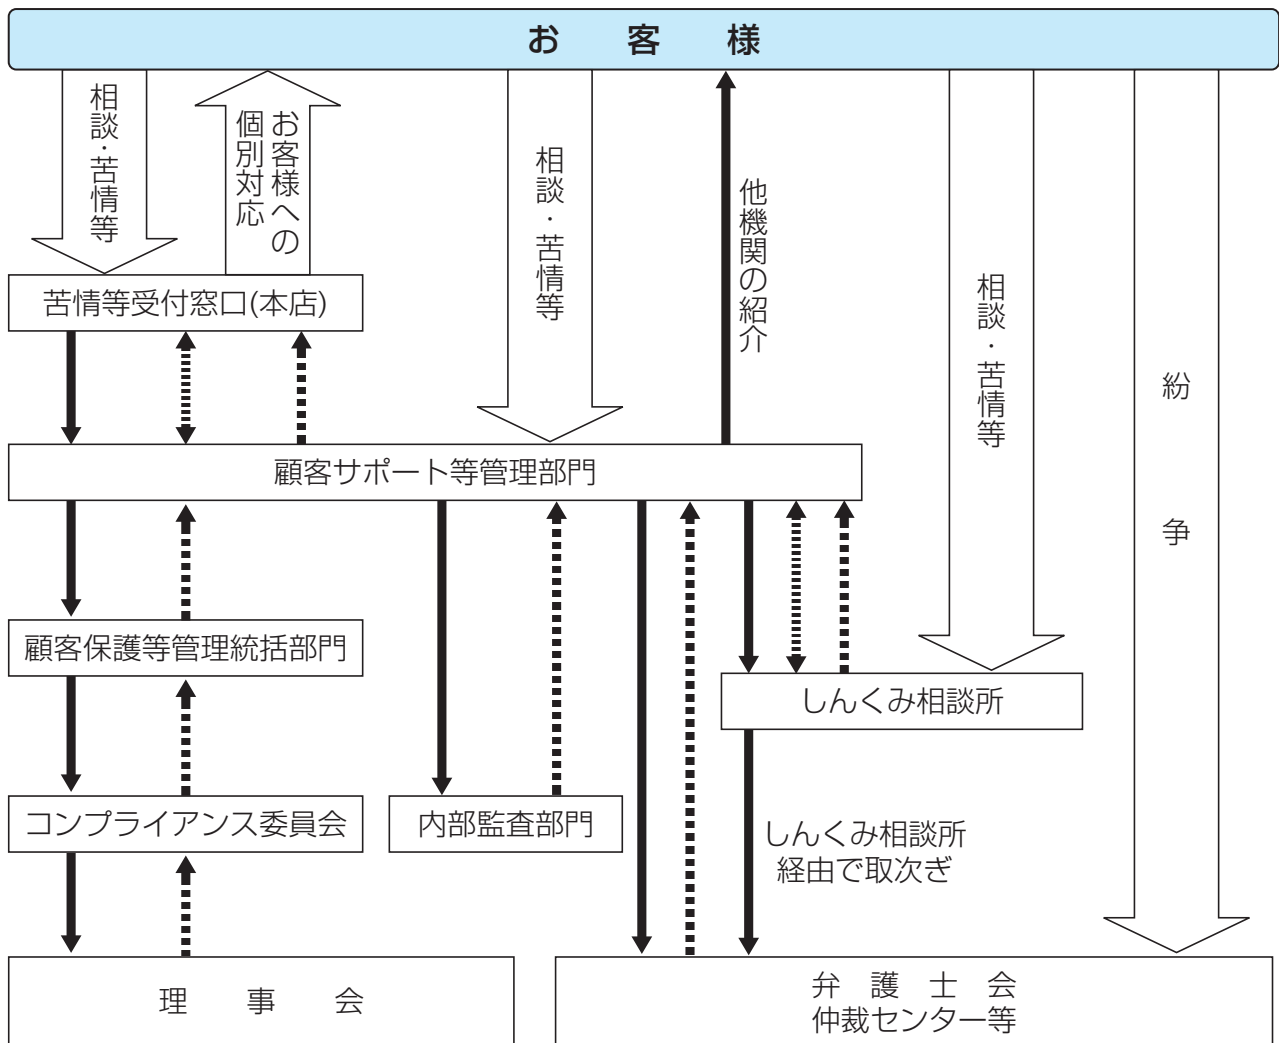 お　客　様
相談・苦情等
お客様への
個別対応
相談・苦情等
他機関の紹介
相談・苦情等
紛　争
苦情等受付窓口(本店)
顧客サポート等管理部門
顧客保護等管理統括部門
しんくみ相談所
コンプライアンス委員会
内部監査部門
しんくみ相談所
経由で取次ぎ
理　事　会
弁　護　士　会
仲裁センター等